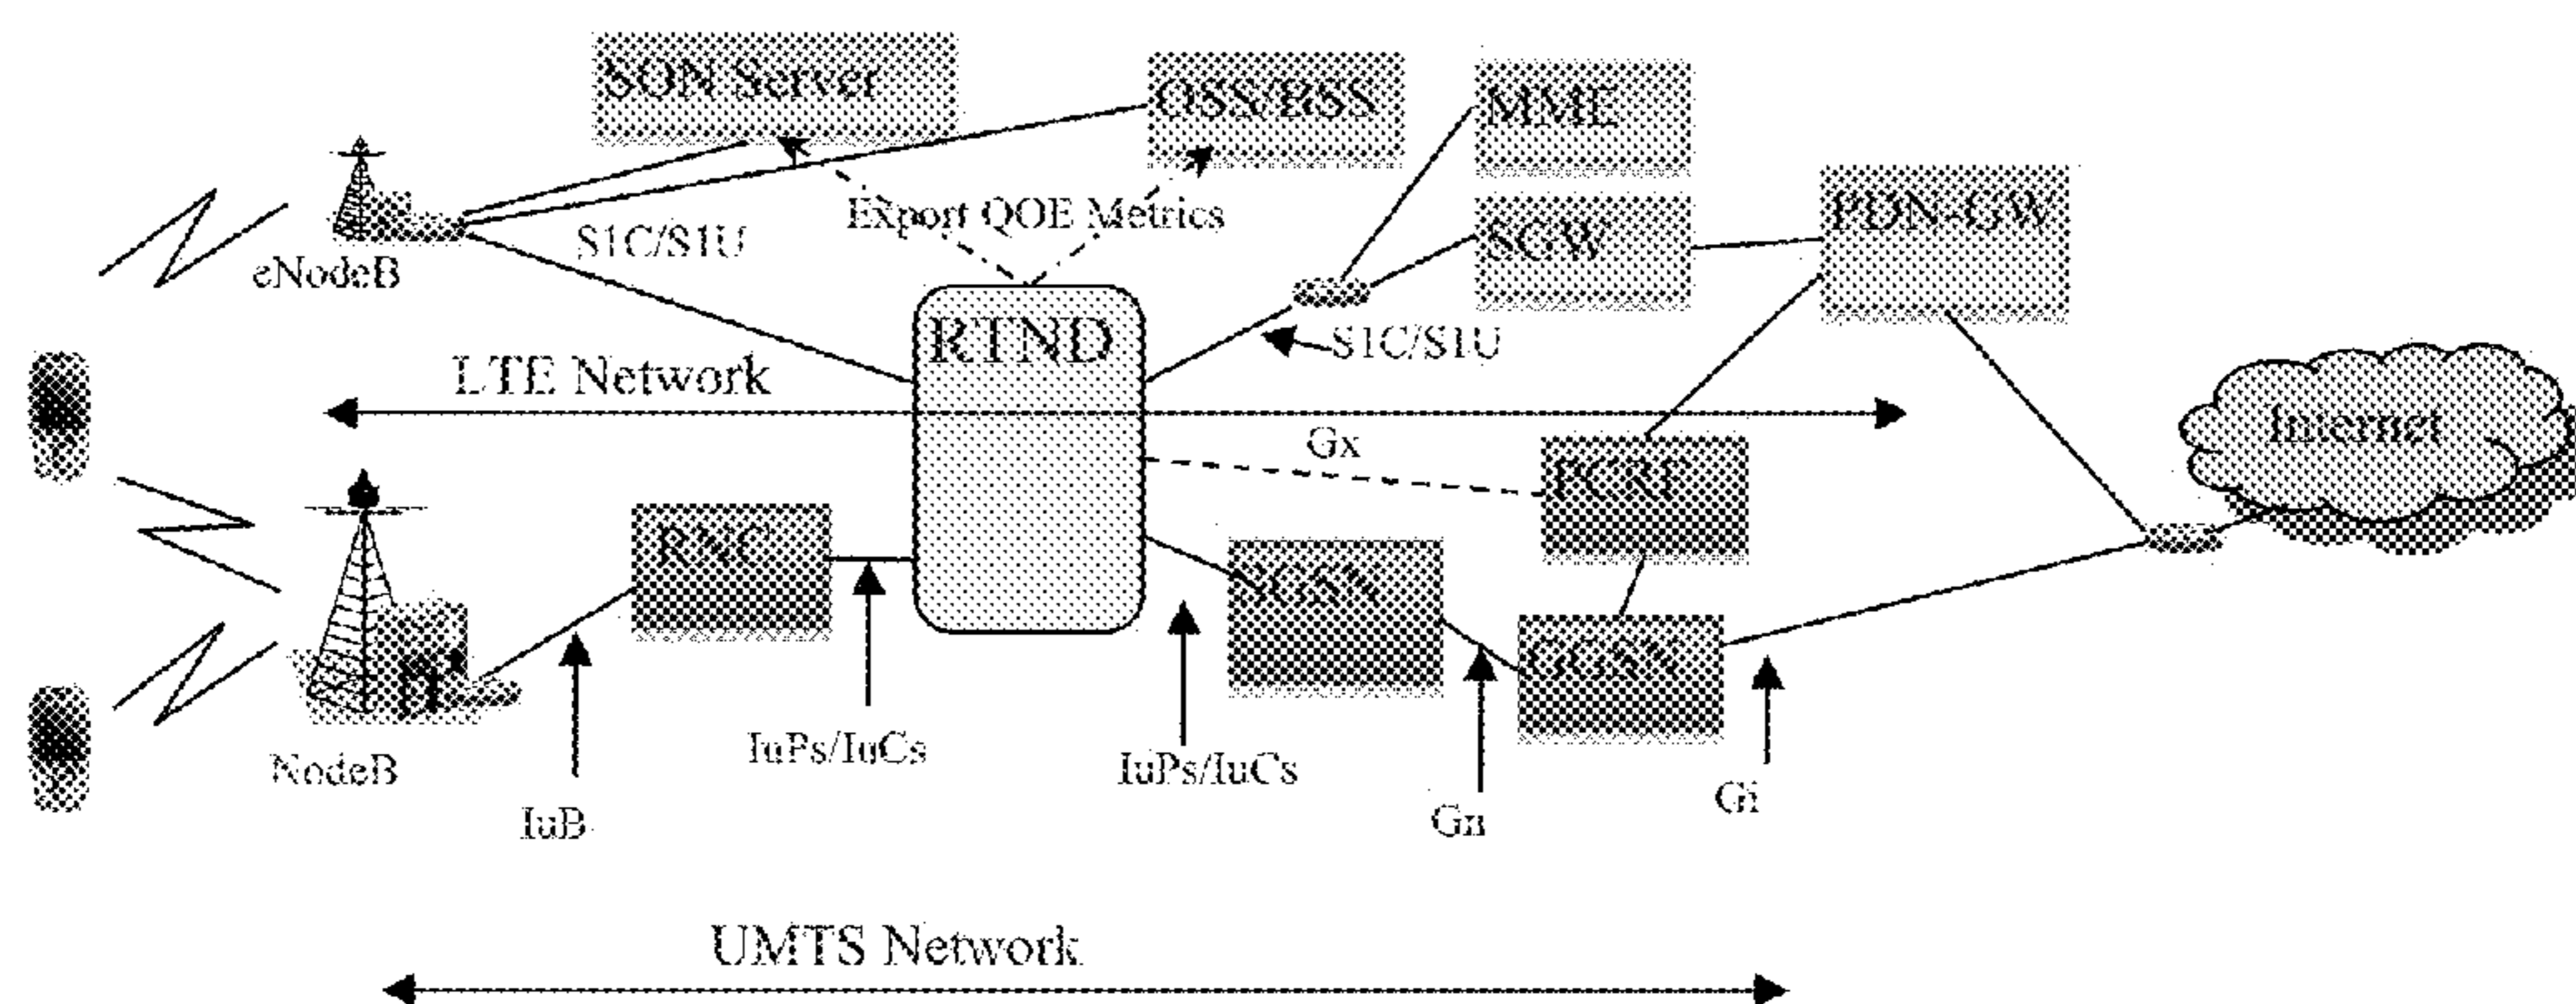 SON Server
OSS/BSS
MME
SGW
PDN-GW
Export QOE Metrics
S1C/S1U
eNodeB
RTND
S1C/S1U
LTE Network
Internet
Gx
PCRF
RNC
SGSN
GGSN
NodeB
IuPs/IuCs
IuPs/IuCs
IuB
Gn
Gi
UMTS Network